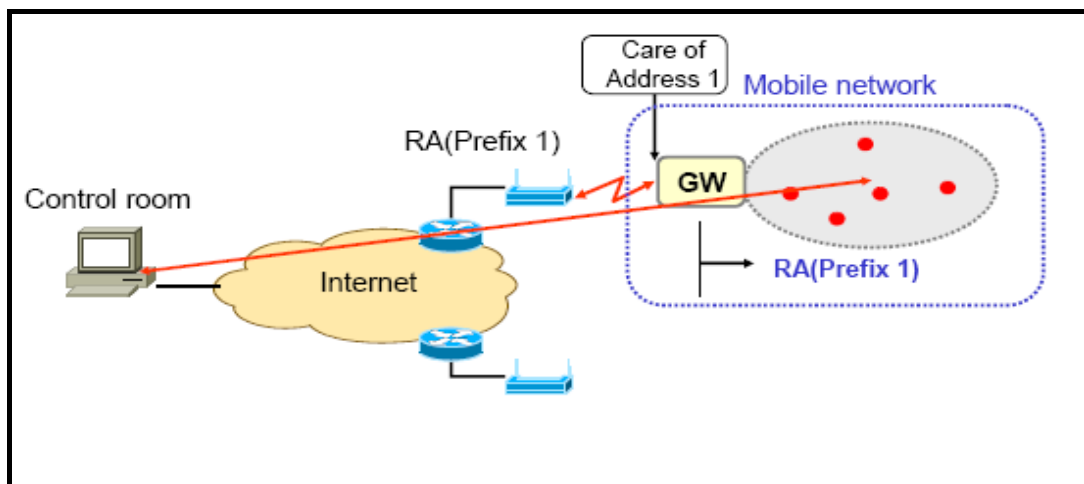 Care of
Address 1
Mobile network
RA(Prefix 1)
GW
Control room
RA(Prefix 1)
Internet